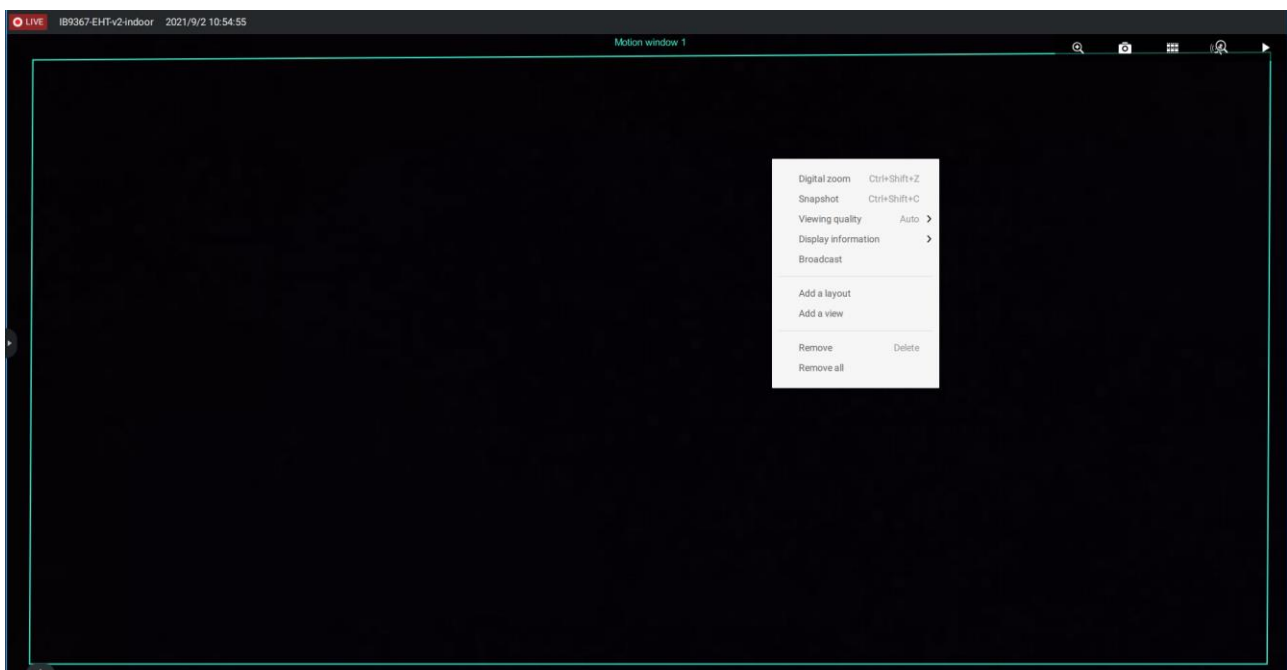 LIVE IB9367-EHT-v2-indoor 2021/9/2 10:54:55
Motion window 1
Digital zoom Ctrl+Shift+Z
Snapshot Ctrl+Shift+C
Viewing quality Auto
Display information
Broadcast
Add a layout
Add a view
Remove Delete
Remove all